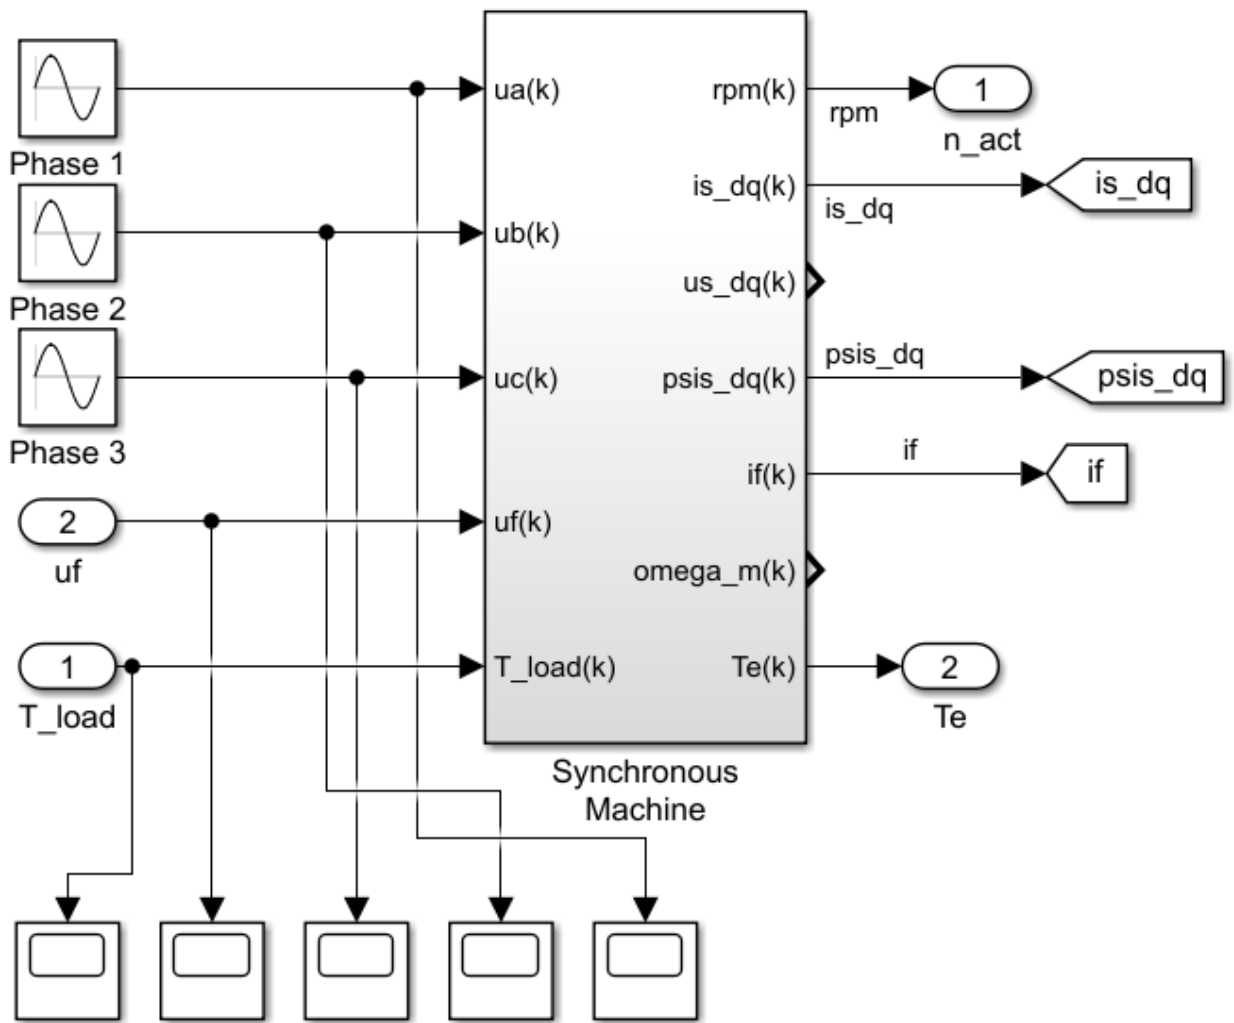 ua(k)
rpm(k)
rpm
1
n_act
Phase 1
is_dq(k)
is_dq
is_dq
ub(k)
us_dq(k)
Phase 2
uc(k)
psis_dq(k)
psis_dq
psis_dq
Phase 3
if(k)
if
if
2
uf
uf(k)
omega_m(k)
1
T_load
T_load(k)
Te(k)
2
Te
Synchronous
Machine